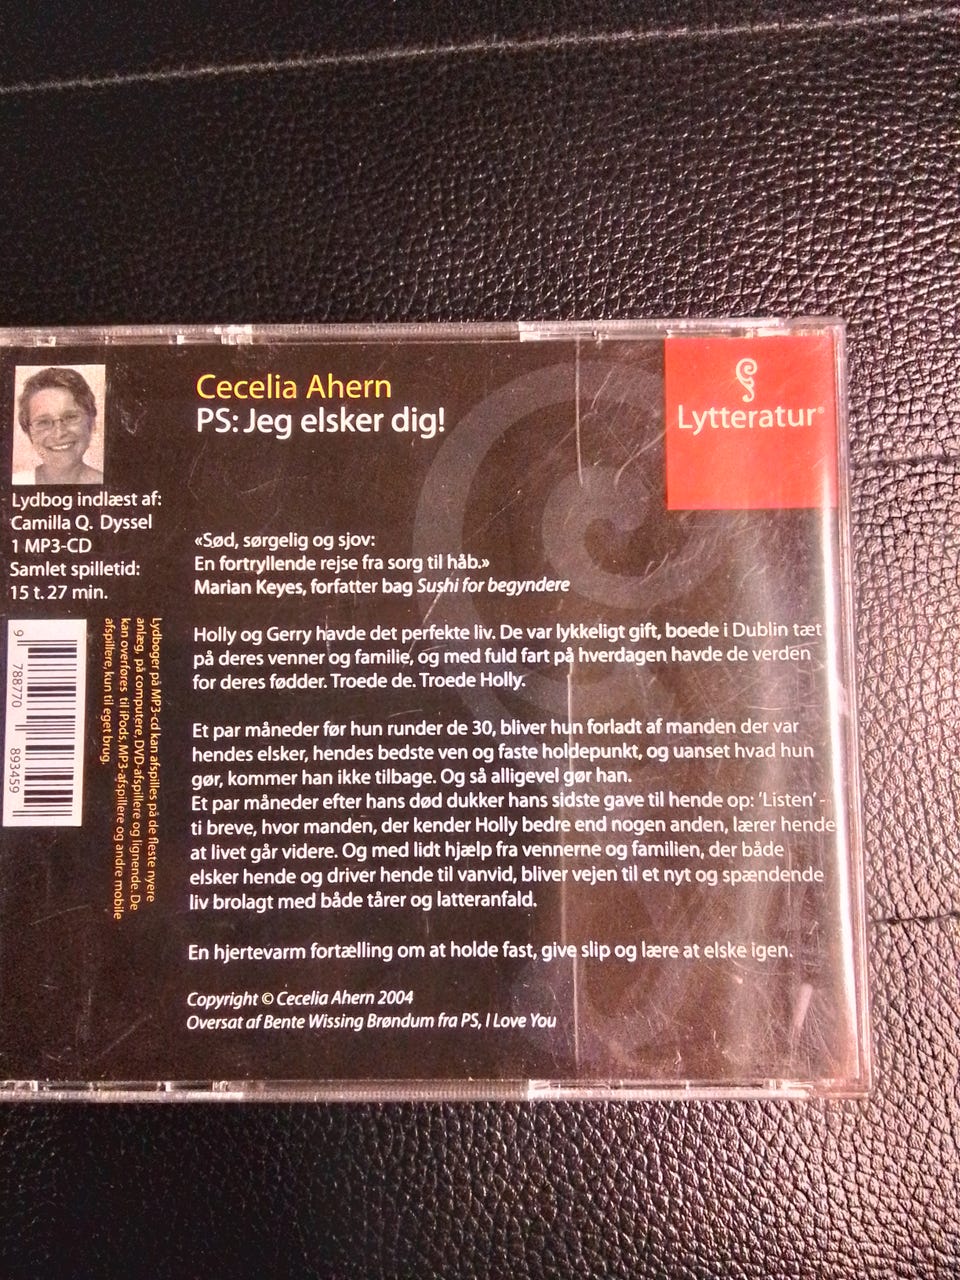 Cecelia Ahern
PS: Jeg elsker dig!
Lytteratur®
Lydbog indlæst af:
Camilla Q. Dyssel
1 MP3-CD
Samlet spilletid:
15 t. 27 min.
«Sød, sørgelig og sjov:
En fortryllende rejse fra sorg til håb.»
Marian Keyes, forfatter bag Sushi for begyndere
Holly og Gerry havde det perfekte liv. De var lykkeligt gift, boede i Dublin tæt
på deres venner og familie, og med fuld fart på hverdagen havde de verden
for deres fødder. Troede de. Troede Holly.
Et par måneder før hun runder de 30, bliver hun forladt af manden der var
hendes elsker, hendes bedste ven og faste holdepunkt, og uanset hvad hun
gør, kommer han ikke tilbage. Og så alligevel gør han.
Et par måneder efter hans død dukker hans sidste gave til hende op: 'Listen' -
ti breve, hvor manden, der kender Holly bedre end nogen anden, lærer hende
at livet går videre. Og med lidt hjælp fra vennerne og familien, der både
elsker hende og driver hende til vanvid, bliver vejen til et nyt og spændende
liv brolagt med både tårer og latteranfald.
En hjertevarm fortælling om at holde fast, give slip og lære at elske igen.
Copyright © Cecelia Ahern 2004
Oversat af Bente Wissing Brøndum fra PS, I Love You
Lydbøger på MP3-cd kan afspilles på de fleste nyere
anlæg, på computere, DVD-afspillere og lignende. De
kan overføres til iPods, MP3-afspillere og andre mobile
afspillere, kun til eget brug.
9 788770 893459